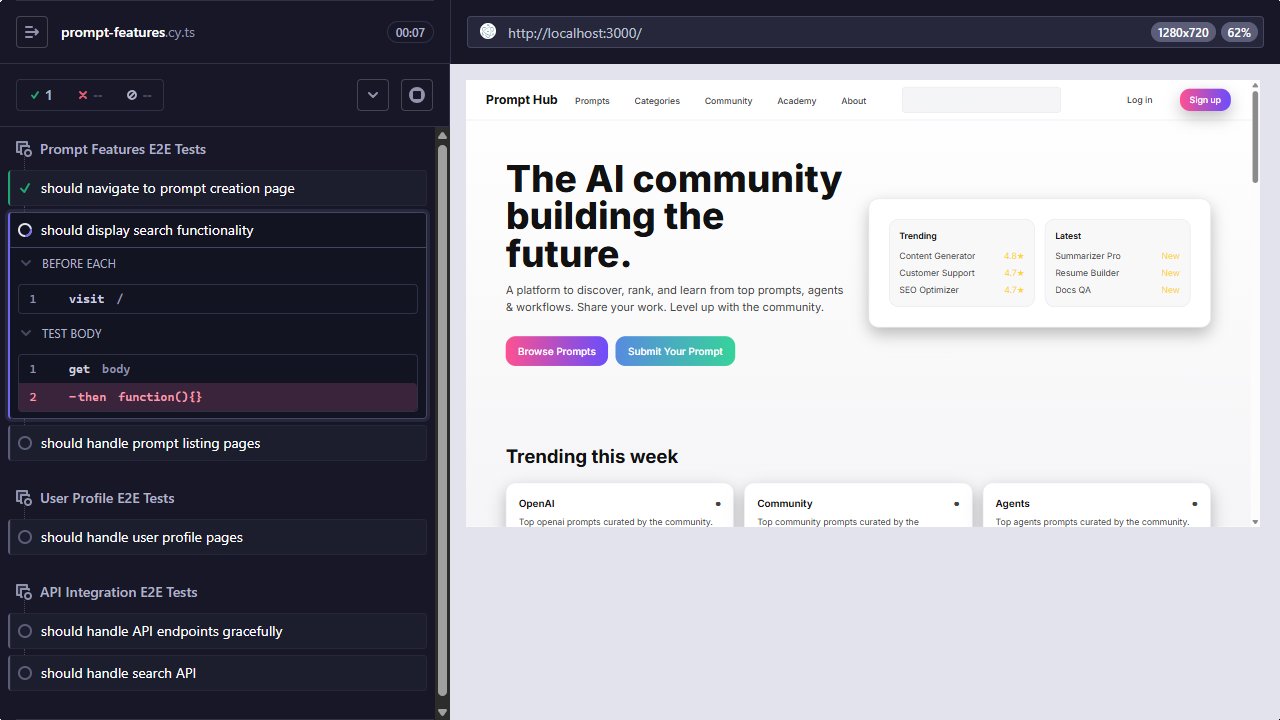 prompt-features.cy.ts
00:07
1
--
--
Prompt Features E2E Tests
should navigate to prompt creation page
should display search functionality
BEFORE EACH
1 visit /
TEST BODY
1 get body
2 -then function(){}
should handle prompt listing pages
User Profile E2E Tests
should handle user profile pages
API Integration E2E Tests
should handle API endpoints gracefully
should handle search API
http://localhost:3000/
1280x720
62%
Prompt Hub
Prompts
Categories
Community
Academy
About
Log in
Sign up
The AI community
building the
future.
A platform to discover, rank, and learn from top prompts, agents
& workflows. Share your work. Level up with the community.
Browse Prompts
Submit Your Prompt
Trending
Content Generator 4.8★
Customer Support 4.7★
SEO Optimizer 4.7★
Latest
Summarizer Pro New
Resume Builder New
Docs QA New
Trending this week
OpenAI
Top openai prompts curated by the community.
Community
Top community prompts curated by the
Agents
Top agents prompts curated by the community.